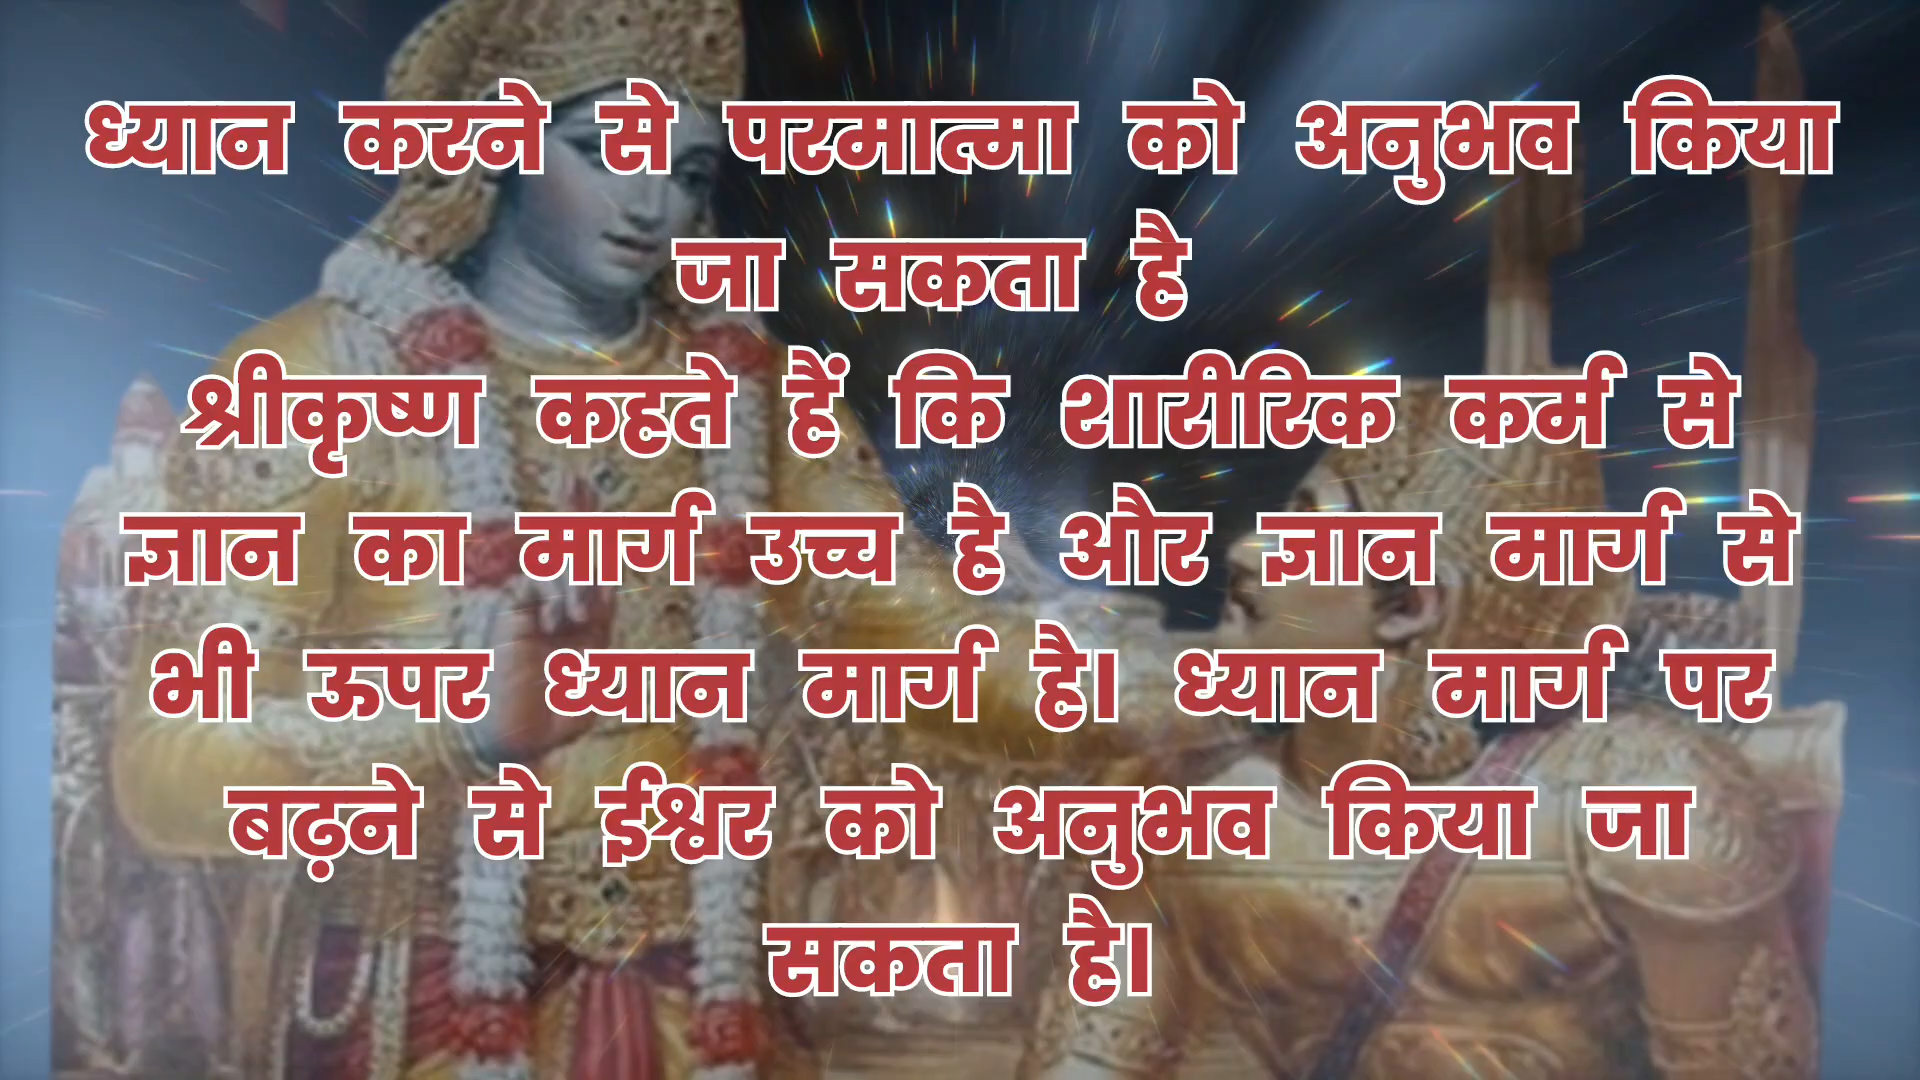 ध्यान करने से परमात्मा को अनुभव किया
जा सकता है
श्रीकृष्ण कहते हैं कि शारीरिक कर्म से
ज्ञान का मार्ग उच्च है और ज्ञान मार्ग से
भी ऊपर ध्यान मार्ग है। ध्यान मार्ग पर
बढ़ने से ईश्वर को अनुभव किया जा
सकता है।